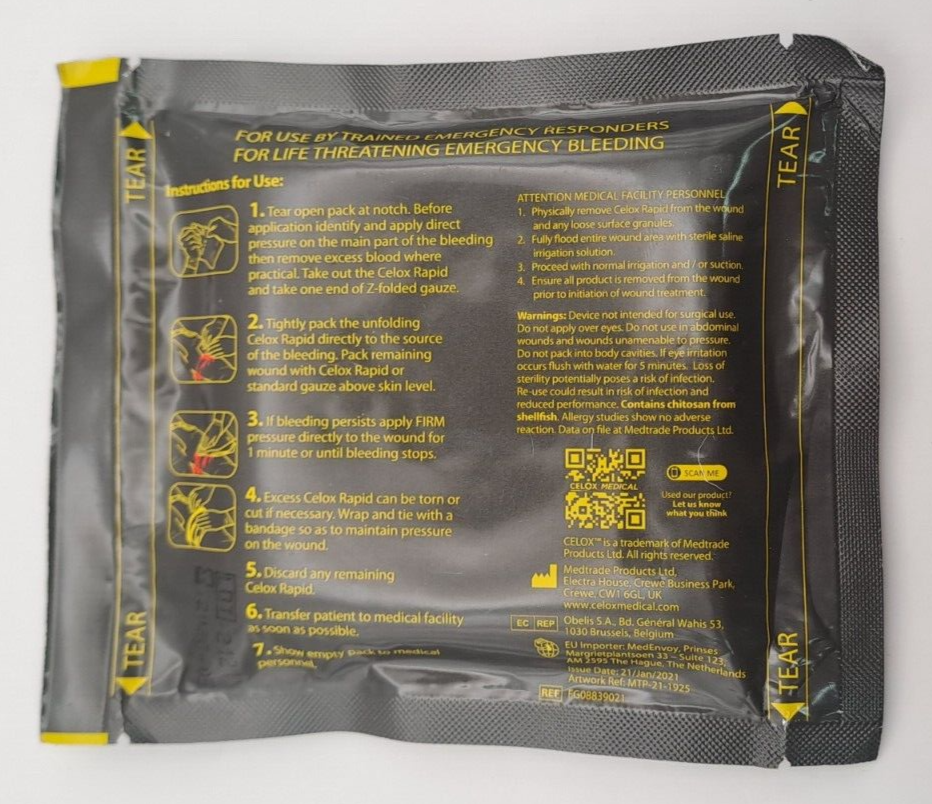 TEAR
TEAR
FOR USE BY TRAINED EMERGENCY RESPONDERS
FOR LIFE THREATENING EMERGENCY BLEEDING
Instructions for Use:
1. Tear open pack at notch. Before
application identify and apply direct
pressure on the main part of the bleeding
then remove excess blood where
practical. Take out the Celox Rapid
and take one end of Z-folded gauze.
2. Tightly pack the unfolding
Celox Rapid directly to the source
of the bleeding. Pack remaining
wound with Celox Rapid or
standard gauze above skin level.
3. If bleeding persists apply FIRM
pressure directly to the wound for
1 minute or until bleeding stops.
4. Excess Celox Rapid can be torn or
cut if necessary. Wrap and tie with a
bandage so as to maintain pressure
on the wound.
5. Discard any remaining
Celox Rapid.
6. Transfer patient to medical facility
as soon as possible.
7. Show empty pack to medical
personnel.
ATTENTION MEDICAL FACILITY PERSONNEL
1. Physically remove Celox Rapid from the wound
and any loose surface granules.
2. Fully flood entire wound area with sterile saline
irrigation solution.
3. Proceed with normal irrigation and / or suction.
4. Ensure all product is removed from the wound
prior to initiation of wound treatment.
Warnings: Device not intended for surgical use.
Do not apply over eyes. Do not use in abdominal
wounds and wounds unamenable to pressure.
Do not pack into body cavities. If eye irritation
occurs flush with water for 5 minutes. Loss of
sterility potentially poses a risk of infection.
Re-use could result in risk of infection and
reduced performance. Contains chitosan from
shellfish. Allergy studies show no adverse
reaction. Data on file at Medtrade Products Ltd.
CELOX MEDICAL
SCAN ME
Used our product?
Let us know
what you think
CELOX™ is a trademark of Medtrade
Products Ltd. All rights reserved.
Medtrade Products Ltd,
Electra House, Crewe Business Park,
Crewe, CW1 6GL, UK
www.celoxmedical.com
EC REP Obelis S.A., Bd. Général Wahis 53,
1030 Brussels, Belgium
EU Importer: MedEnvoy, Prinses
Margrietplantsoen 33 – Suite 123,
AM 2595 The Hague, The Netherlands
Issue Date: 21/Jan/2021
Artwork Ref: MTP-21-1925
REF FG08839021
TEAR
TEAR